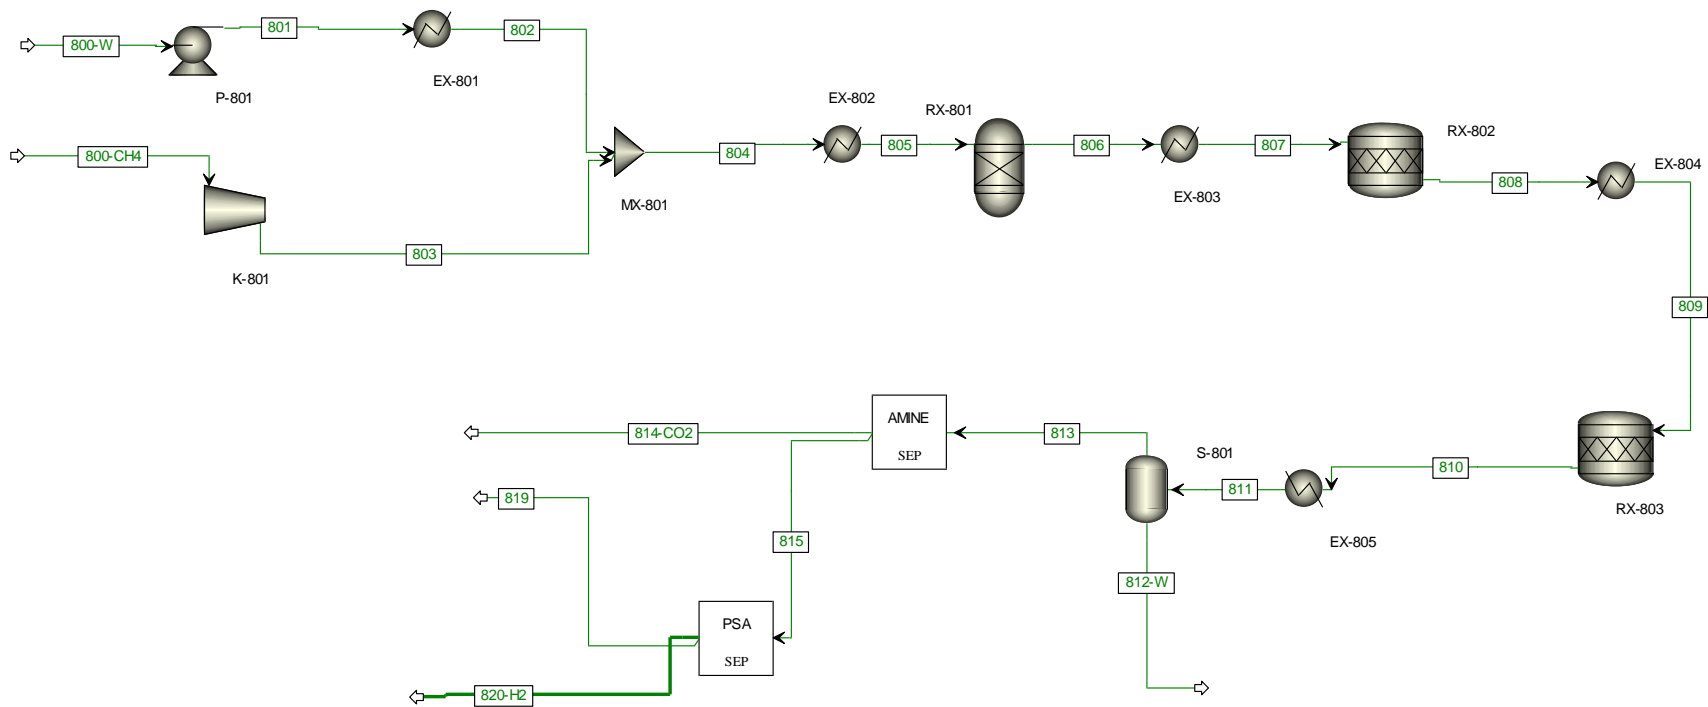 800-W
801
802
P-801
EX-801
800-CH4
K-801
803
MX-801
804
EX-802
805
RX-801
806
EX-803
807
RX-802
808
EX-804
809
RX-803
810
EX-805
811
S-801
812-W
813
AMINE
SEP
814-CO2
815
819
PSA
SEP
820-H2